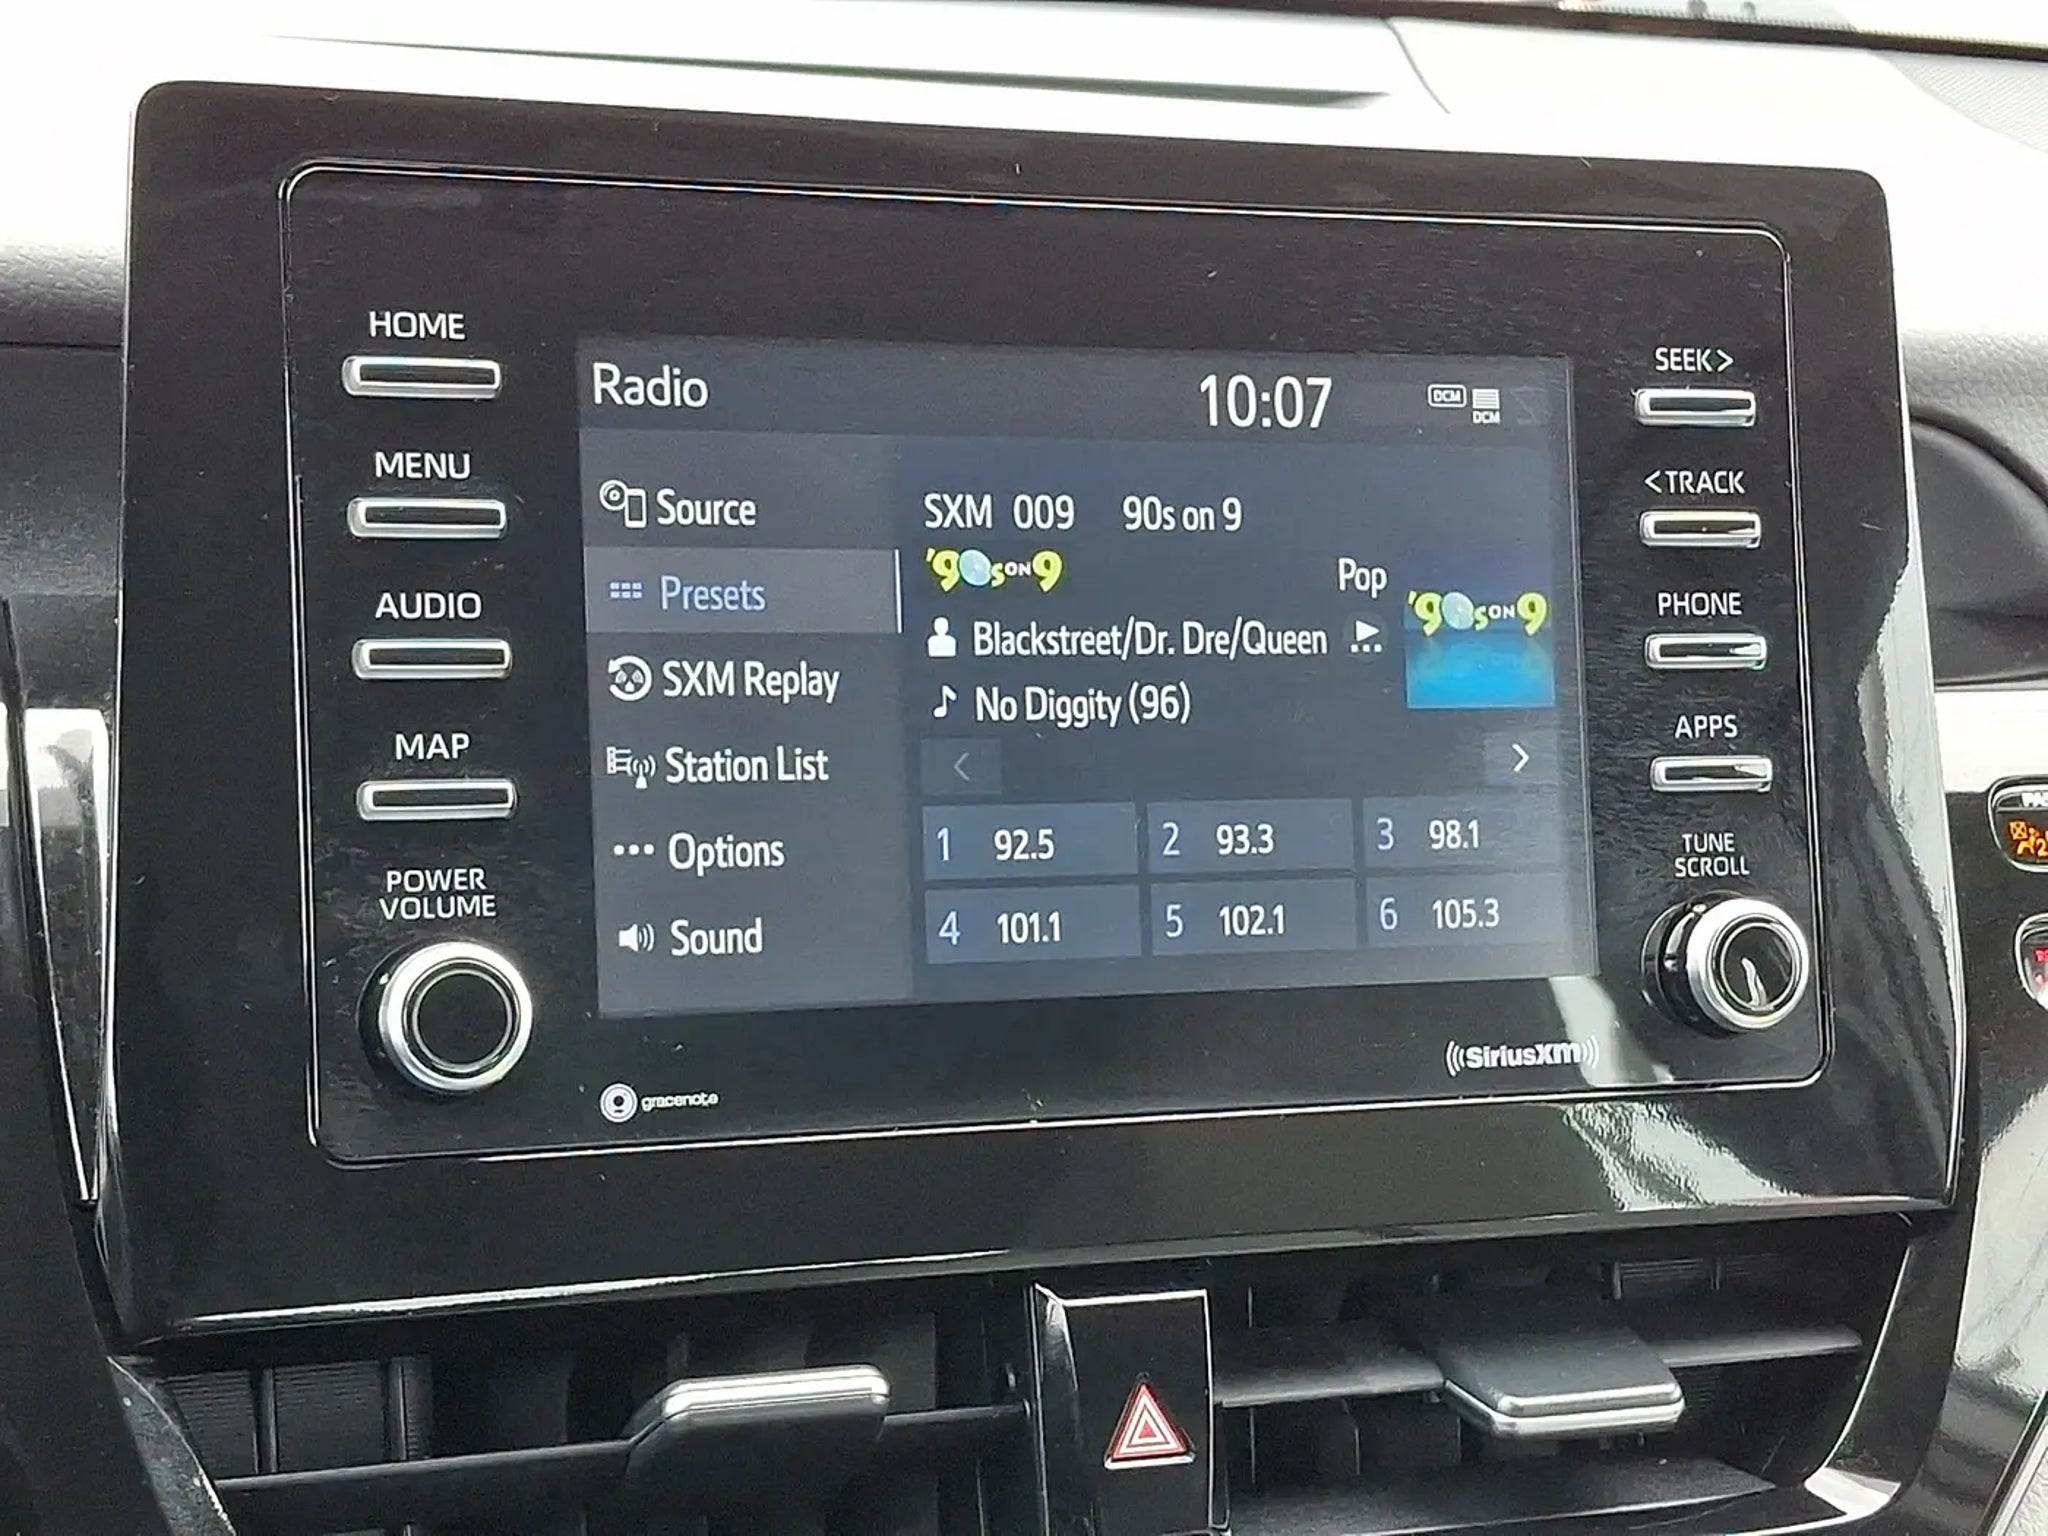 HOME
MENU
AUDIO
MAP
POWER
VOLUME
Radio
10:07
DCM
DCM
Source
Presets
SXM Replay
Station List
Options
Sound
SXM 009 90s on 9
'90s ON 9
Pop
'90s ON 9
Blackstreet/Dr. Dre/Queen
No Diggity (96)
<
>
1 92.5
2 93.3
3 98.1
4 101.1
5 102.1
6 105.3
SEEK>
<TRACK
PHONE
APPS
TUNE
SCROLL
gracenote
((SiriusXM))